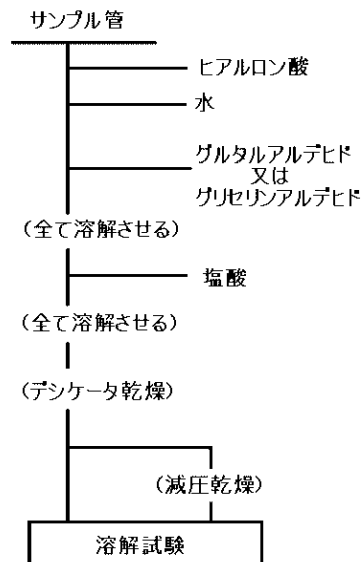 サンプル管
ヒアルロン酸
水
グルタルアルデヒド
又は
グリセリンアルデヒド
(全て溶解させる)
塩酸
(全て溶解させる)
(デシケータ乾燥)
(減圧乾燥)
溶解試験